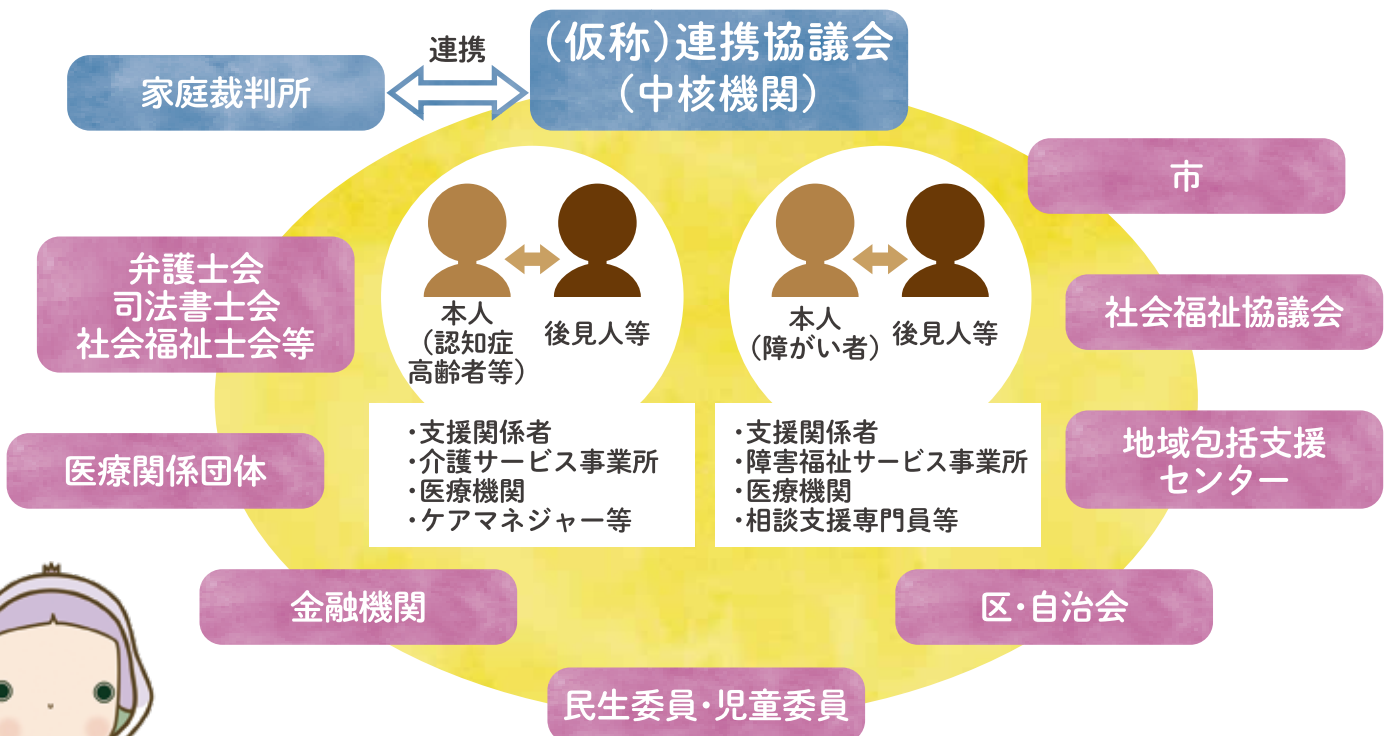 連携
(仮称)連携協議会
(中核機関)
家庭裁判所
市
弁護士会
司法書士会
社会福祉士会等
本人
(認知症
高齢者等)
後見人等
本人
(障がい者)
後見人等
社会福祉協議会
・支援関係者
・介護サービス事業所
・医療機関
・ケアマネジャー等
・支援関係者
・障害福祉サービス事業所
・医療機関
・相談支援専門員等
医療関係団体
地域包括支援
センター
金融機関
区・自治会
民生委員・児童委員